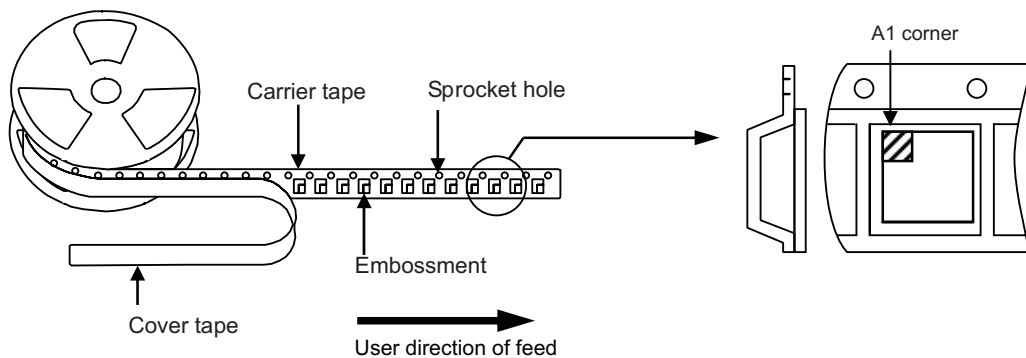 A1 corner
Carrier tape
Sprocket hole
Embossment
Cover tape
User direction of feed